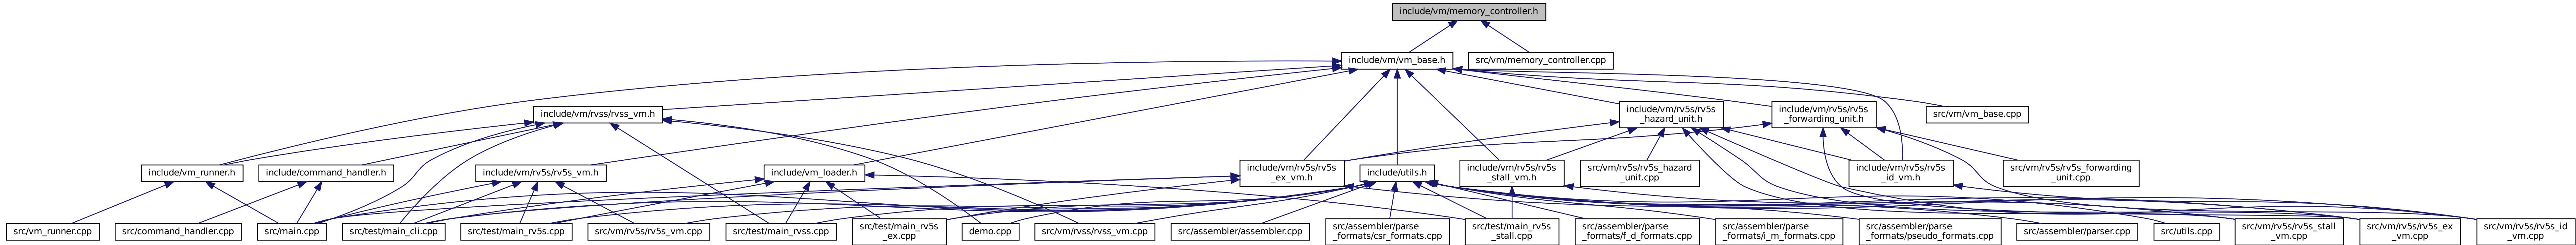 include/vm/memory_controller.h
include/vm/vm_base.h
src/vm/memory_controller.cpp
include/vm/rvss/rvss_vm.h
include/vm/rv5s/rv5s
_hazard_unit.h
include/vm/rv5s/rv5s
_forwarding_unit.h
src/vm/vm_base.cpp
include/vm_runner.h
include/command_handler.h
include/vm/rv5s/rv5s_vm.h
include/vm_loader.h
include/vm/rv5s/rv5s
_ex_vm.h
include/utils.h
include/vm/rv5s/rv5s
_stall_vm.h
src/vm/rv5s/rv5s_hazard
_unit.cpp
include/vm/rv5s/rv5s
_id_vm.h
src/vm/rv5s/rv5s_forwarding
_unit.cpp
src/vm_runner.cpp
src/command_handler.cpp
src/main.cpp
src/test/main_cli.cpp
src/test/main_rv5s.cpp
src/vm/rv5s/rv5s_vm.cpp
src/test/main_rvss.cpp
src/test/main_rv5s
_ex.cpp
demo.cpp
src/vm/rvss/rvss_vm.cpp
src/assembler/assembler.cpp
src/assembler/parse
_formats/csr_formats.cpp
src/test/main_rv5s
_stall.cpp
src/assembler/parse
_formats/f_d_formats.cpp
src/assembler/parse
_formats/i_m_formats.cpp
src/assembler/parse
_formats/pseudo_formats.cpp
src/assembler/parser.cpp
src/utils.cpp
src/vm/rv5s/rv5s_stall
_vm.cpp
src/vm/rv5s/rv5s_ex
_vm.cpp
src/vm/rv5s/rv5s_id
_vm.cpp